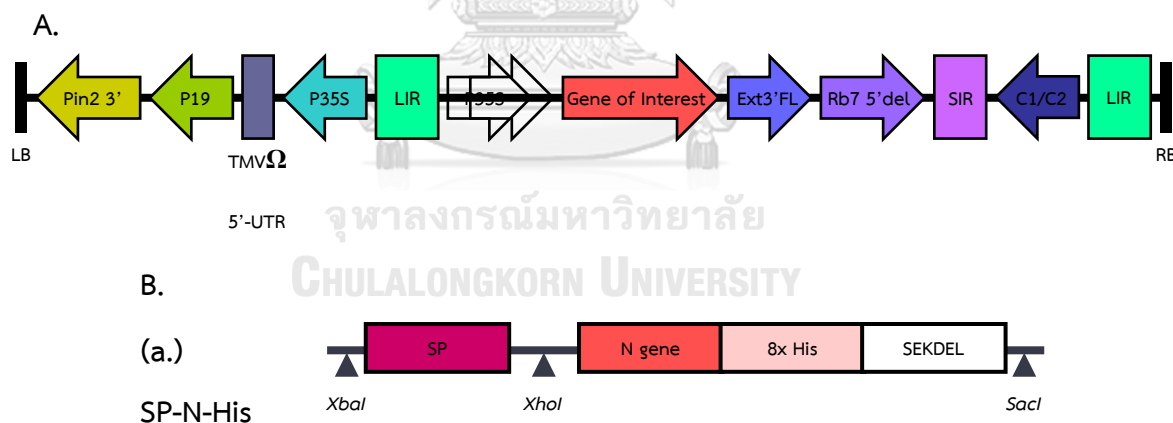 A.
Pin2 3' P19 P35S LIR P35S Gene of Interest Ext3'FL Rb7 5'del SIR C1/C2 LIR
LB TMVΩ RB
5'-UTR
จุฬาลงกรณ์มหาวิทยาลัย
CHULALONGKORN UNIVERSITY
B.
(a.) SP N gene 8x His SEKDEL
XbaI XhoI SacI
SP-N-His